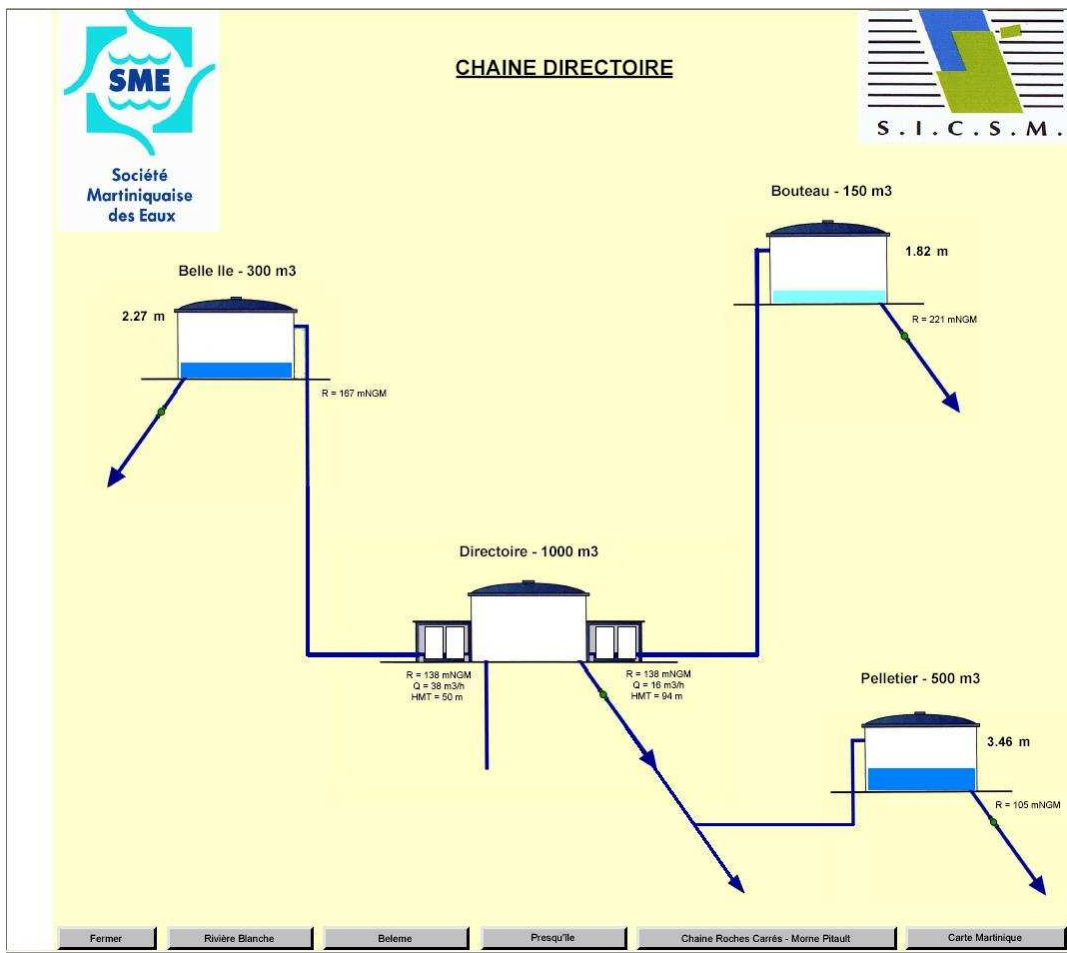 SME
Société
Martiniquaise
des Eaux
CHAINE DIRECTOIRE
S.I.C.S.M.
Bouteau - 150 m3
1.82 m
R = 221 mNGM
Belle Ile - 300 m3
2.27 m
R = 167 mNGM
Directoire - 1000 m3
R = 138 mNGM
Q = 38 m3/h
HMT = 50 m
R = 138 mNGM
Q = 16 m3/h
HMT = 94 m
Pelletier - 500 m3
3.46 m
R = 105 mNGM
Fermer
Rivière Blanche
Beleme
Presqu'île
Chaine Roches Carrés - Morne Pitault
Carte Martinique